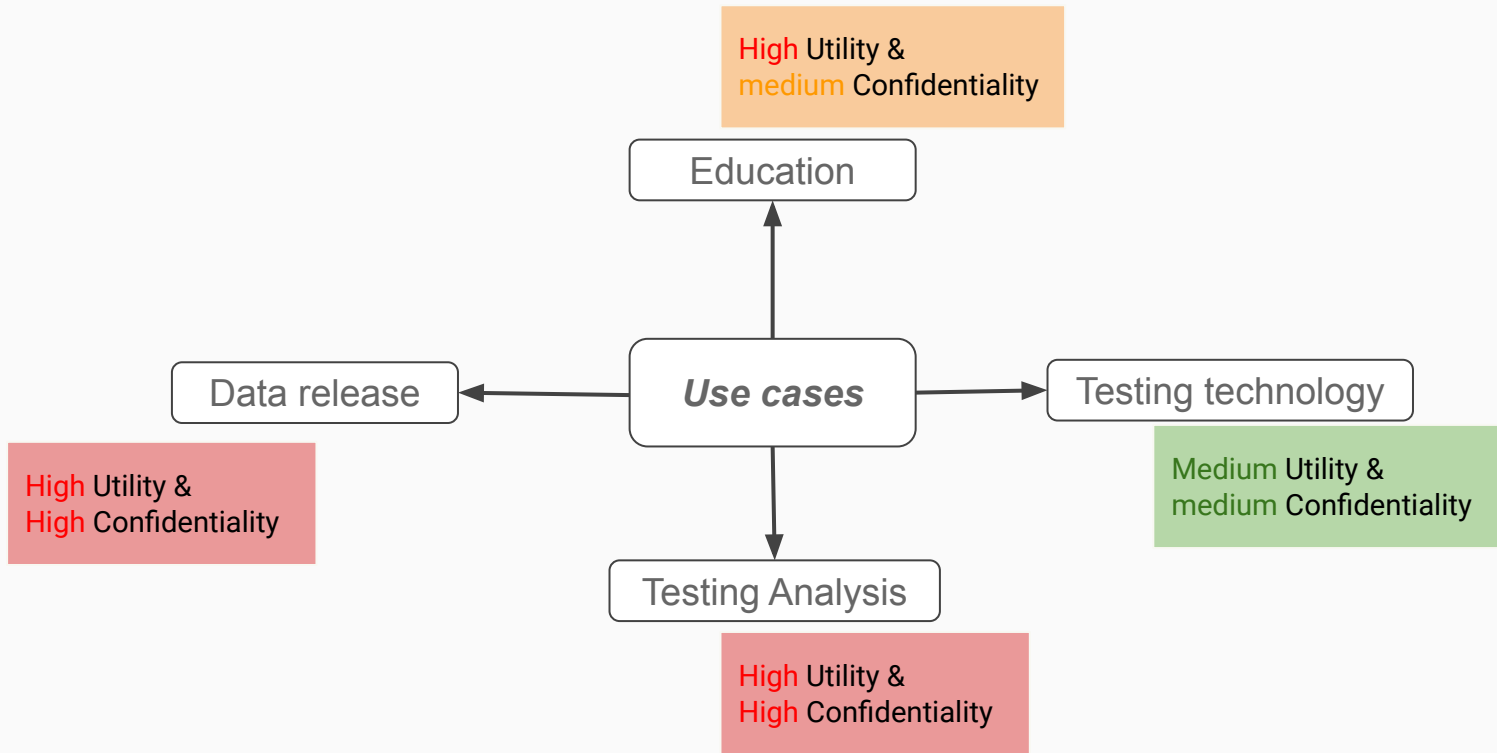 High Utility &
medium Confidentiality
Education
Data release
Use cases
Testing technology
High Utility &
High Confidentiality
Medium Utility &
medium Confidentiality
Testing Analysis
High Utility &
High Confidentiality